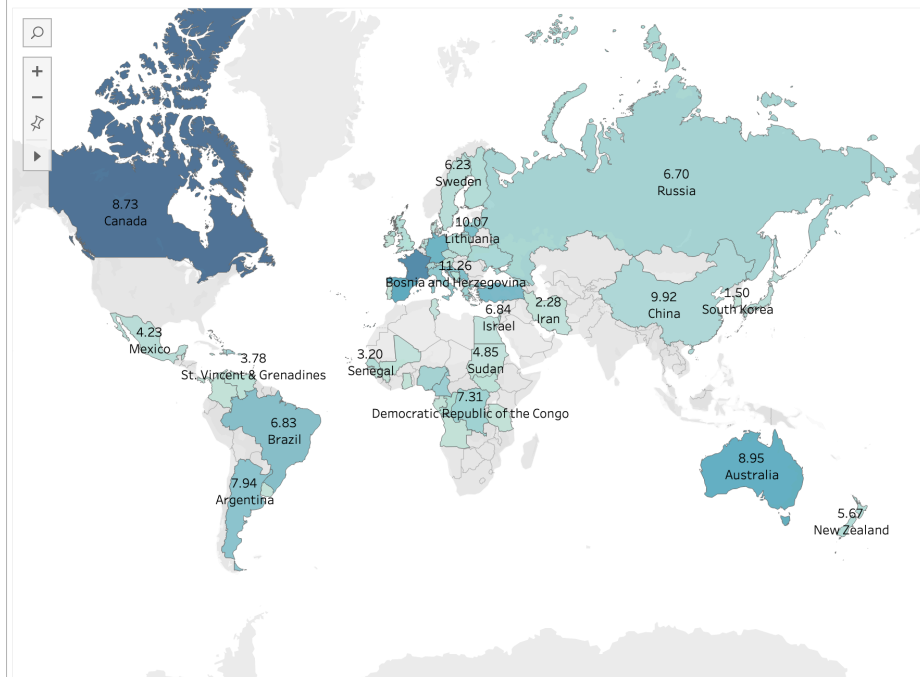 8.73
Canada
6.23
Sweden
6.70
Russia
10.07
Lithuania
11.26
Bosnia and Herzegovina
6.84
Israel
2.28
Iran
9.92
China
1.50
South Korea
4.23
Mexico
3.78
St. Vincent & Grenadines
3.20
Senegal
4.85
Sudan
7.31
Democratic Republic of the Congo
6.83
Brazil
7.94
Argentina
8.95
Australia
5.67
New Zealand